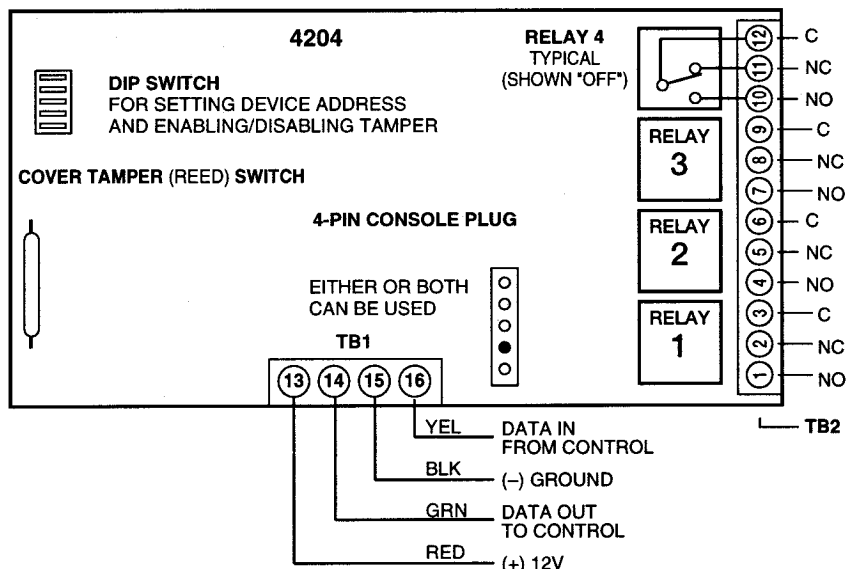 4204
DIP SWITCH
FOR SETTING DEVICE ADDRESS
AND ENABLING/DISABLING TAMPER
COVER TAMPER (REED) SWITCH
4-PIN CONSOLE PLUG
EITHER OR BOTH
CAN BE USED
TB1
13 14 15 16
YEL DATA IN
FROM CONTROL
BLK (–) GROUND
GRN DATA OUT
TO CONTROL
RED (+) 12V
RELAY 4
TYPICAL
(SHOWN "OFF")
RELAY
3
RELAY
2
RELAY
1
12 C
11 NC
10 NO
9 C
8 NC
7 NO
6 C
5 NC
4 NO
3 C
2 NC
1 NO
TB2